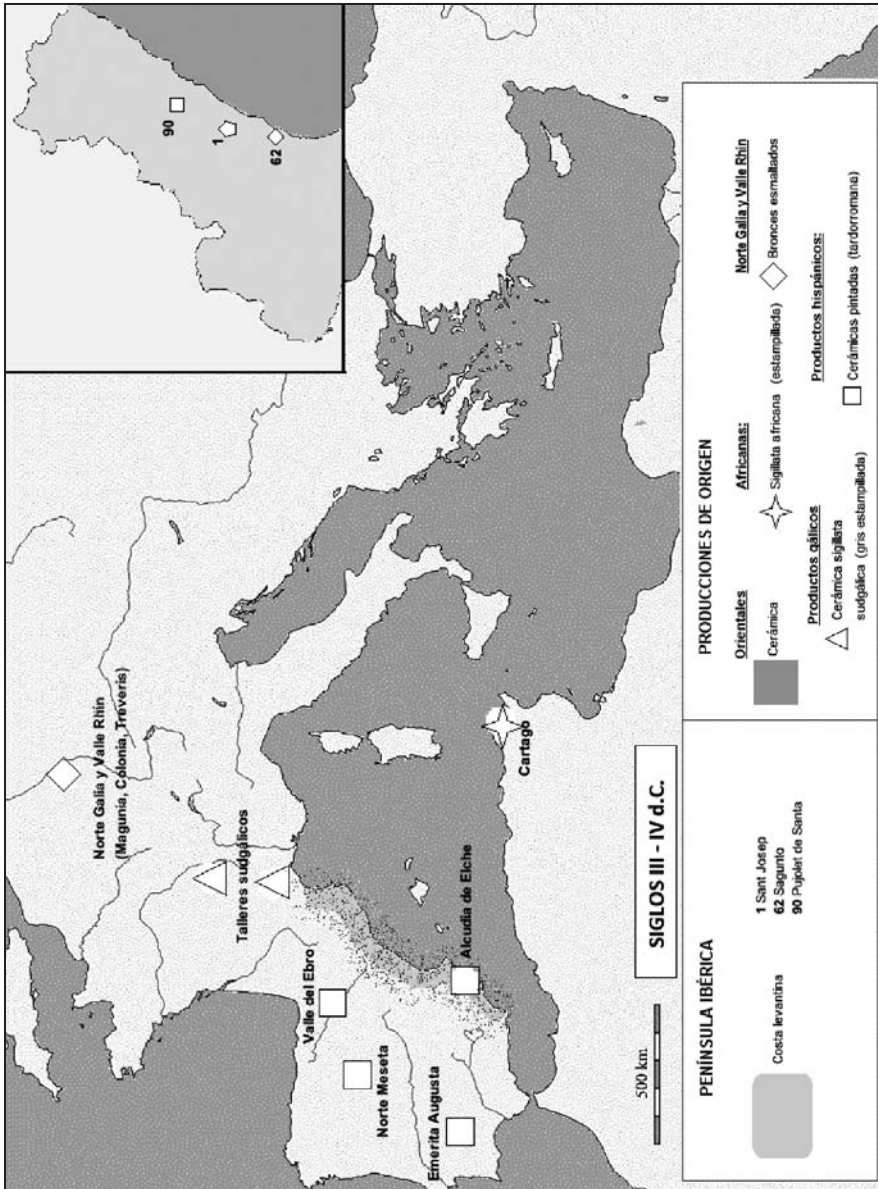 90
1
62
Norte Galia y Valle Rhin
(Magunia, Colonia, Treveris)
Talleres sudgálicos
Valle del Ebro
Norte Meseta
Emerita Augusta
Alcudia de Elche
Cartago
500 km.
SIGLOS III - IV d.C.
PENÍNSULA IBÉRICA
Costa levantina
1 Sant Josep
62 Sagunto
90 Pujolet de Santa
PRODUCCIONES DE ORIGEN
Orientales
Cerámica
Africanas:
Sigillata africana (estampillada)
Norte Galia y Valle Rhin
Bronces esmaltados
Productos gálicos
Cerámica sigillata
sudgálica (gris estampillada)
Productos hispánicos:
Cerámicas pintadas (tardorromana)